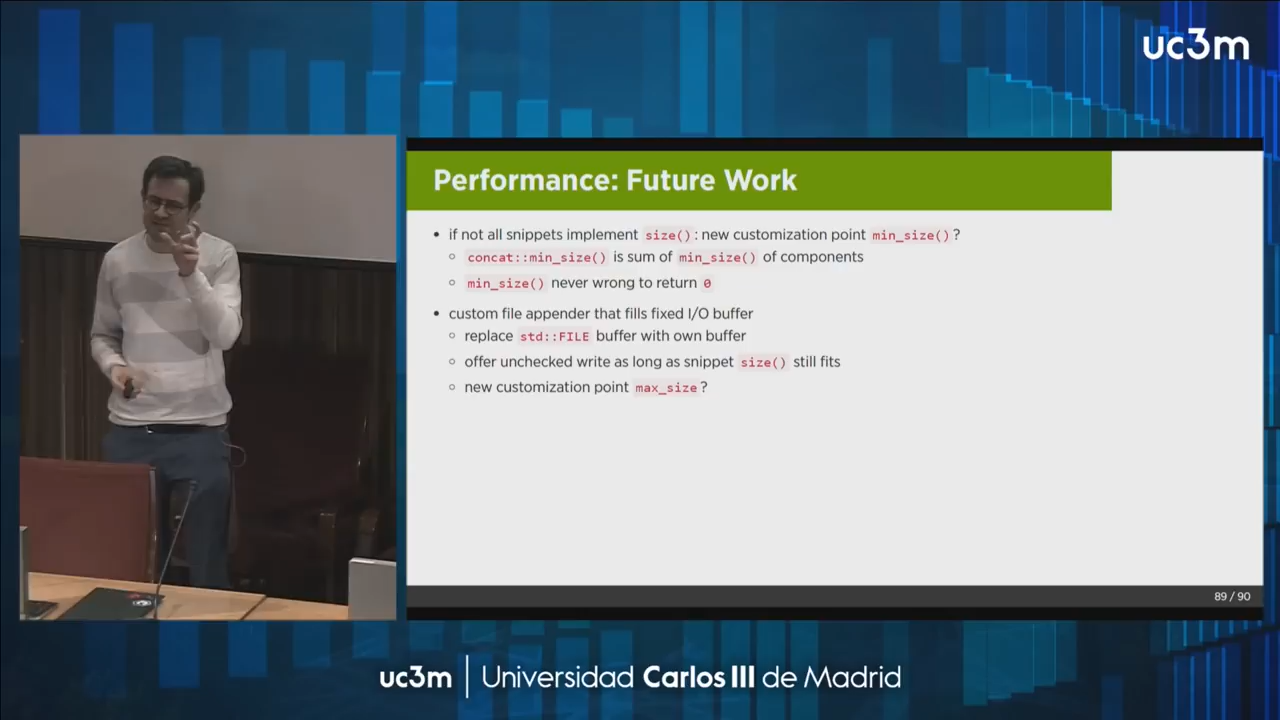 uc3m
Performance: Future Work
• if not all snippets implement size(): new customization point min_size()?
◦ concat::min_size() is sum of min_size() of components
◦ min_size() never wrong to return 0
• custom file appender that fills fixed I/O buffer
◦ replace std::FILE buffer with own buffer
◦ offer unchecked write as long as snippet size() still fits
◦ new customization point max_size?
89 / 90
uc3m | Universidad Carlos III de Madrid